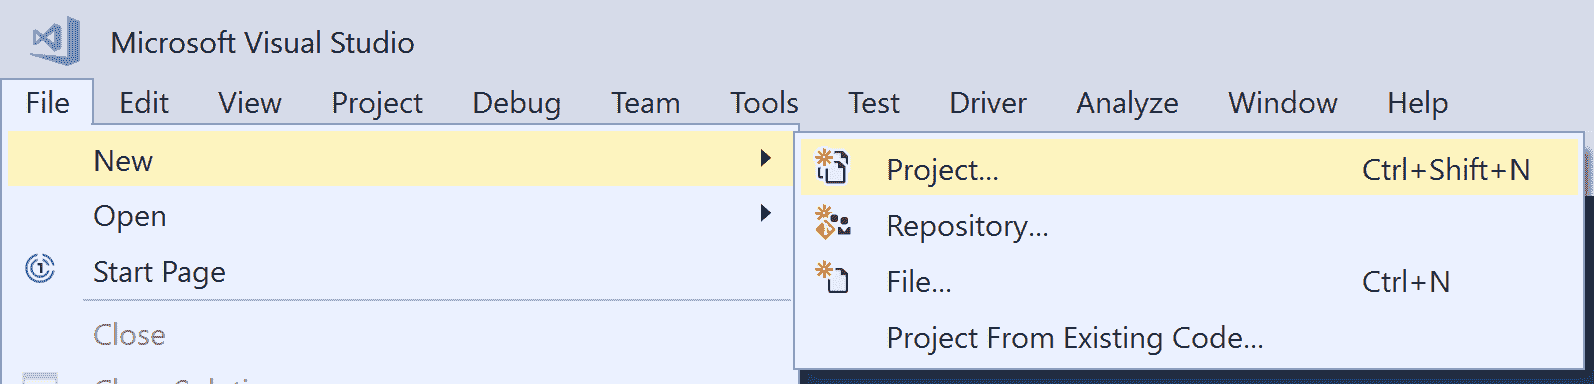 Microsoft Visual Studio
File Edit View Project Debug Team Tools Test Driver Analyze Window Help
New
Open
Start Page
Close
Project... Ctrl+Shift+N
Repository...
File... Ctrl+N
Project From Existing Code...